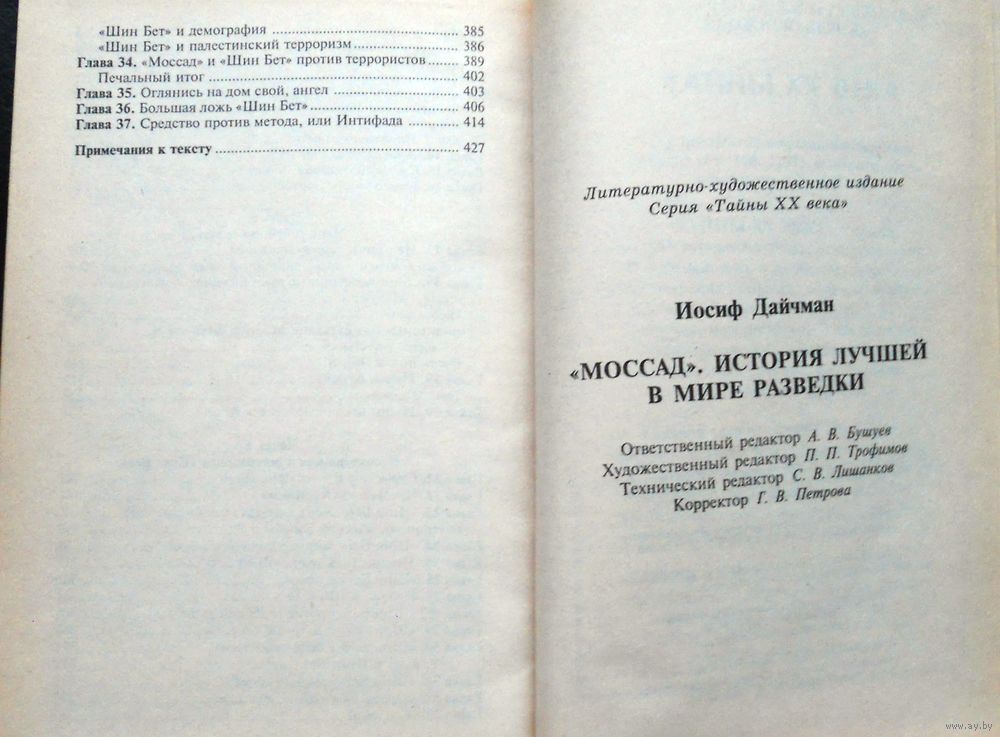 «Шин Бет» и демография ........ 385
«Шин Бет» и палестинский терроризм ........ 386
Глава 34. «Моссад» и «Шин Бет» против террористов ........ 389
Печальный итог ........ 402
Глава 35. Оглянись на дом свой, ангел ........ 403
Глава 36. Большая ложь «Шин Бет» ........ 406
Глава 37. Средство против метода, или Интифада ........ 414
Примечания к тексту ........ 427
Литературно-художественное издание
Серия «Тайны XX века»
Иосиф Дайчман
«МОССАД». ИСТОРИЯ ЛУЧШЕЙ
В МИРЕ РАЗВЕДКИ
Ответственный редактор А. В. Бушуев
Художественный редактор П. П. Трофимов
Технический редактор С. В. Лишанков
Корректор Г. В. Петрова
www.ay.by